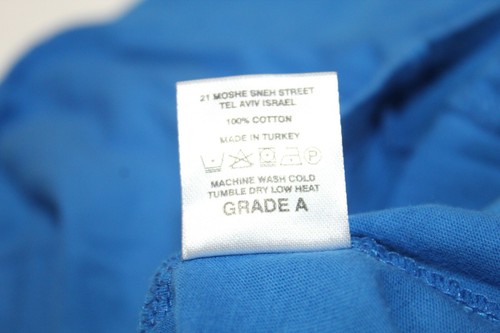 21 MOSHE SNEH STREET
TEL AVIV ISRAEL
100% COTTON
MADE IN TURKEY
P
MACHINE WASH COLD
TUMBLE DRY LOW HEAT
GRADE A